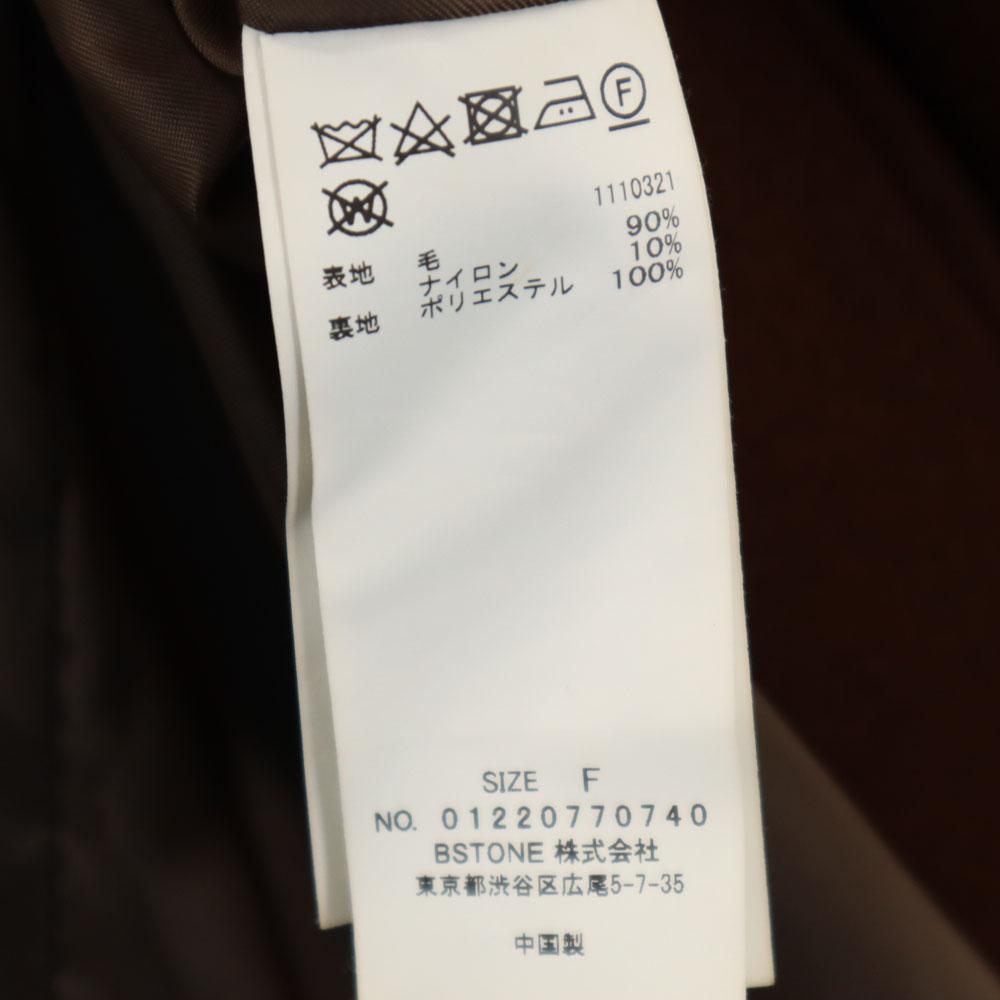 F
W
1110321
表地 毛 90%
ナイロン 10%
裏地 ポリエステル 100%
SIZE F
NO. 01220770740
BSTONE 株式会社
東京都渋谷区広尾5-7-35
中国製